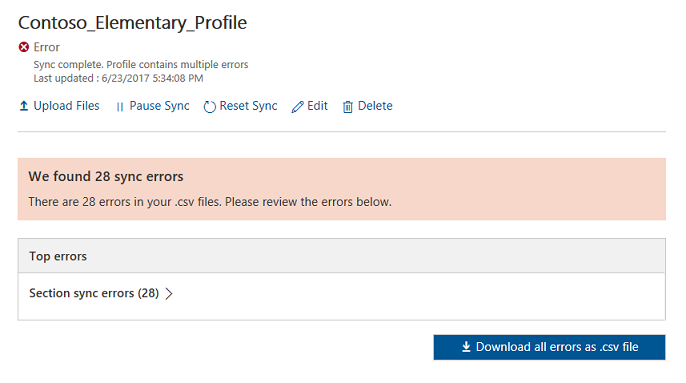 Contoso_Elementary_Profile
Error
Sync complete. Profile contains multiple errors
Last updated : 6/23/2017 5:34:08 PM
Upload Files Pause Sync Reset Sync Edit Delete
We found 28 sync errors
There are 28 errors in your .csv files. Please review the errors below.
Top errors
Section sync errors (28)
Download all errors as .csv file